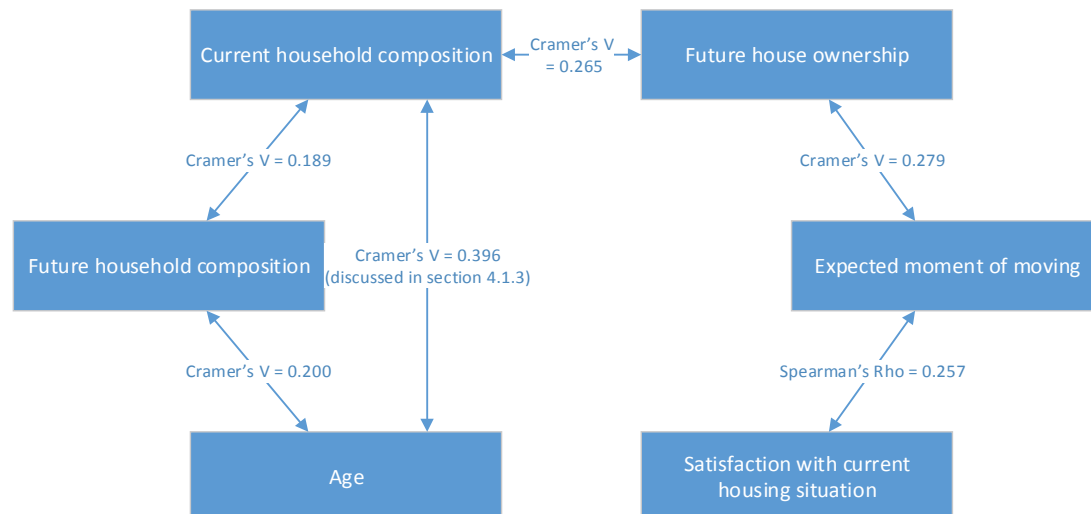 Current household composition
Cramer's V
= 0.265
Future house ownership
Cramer's V = 0.189
Cramer's V = 0.279
Future household composition
Cramer's V = 0.396
(discussed in section 4.1.3)
Expected moment of moving
Cramer's V = 0.200
Spearman's Rho = 0.257
Age
Satisfaction with current
housing situation